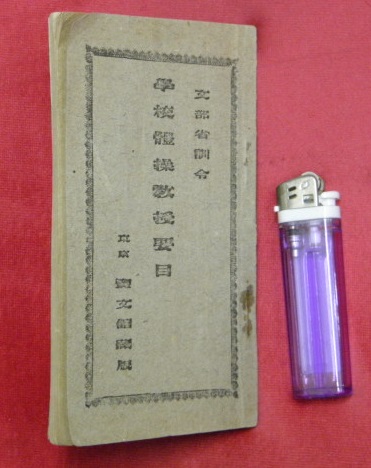 文部省訓令
學校體操教授要目
東京 寶文館藏版